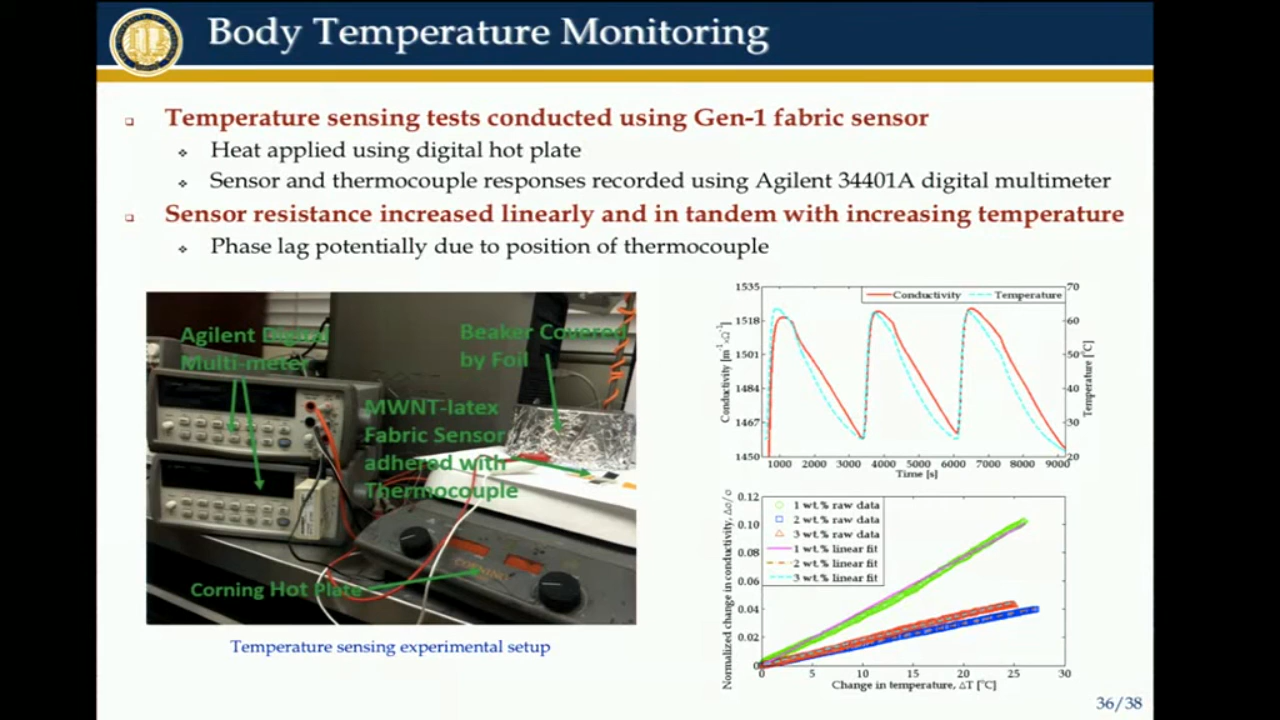 Body Temperature Monitoring
Temperature sensing tests conducted using Gen-1 fabric sensor
Heat applied using digital hot plate
Sensor and thermocouple responses recorded using Agilent 34401A digital multimeter
Sensor resistance increased linearly and in tandem with increasing temperature
Phase lag potentially due to position of thermocouple
Agilent Digital
Multi-meter
Beaker Covered
by Foil
MWNT-latex
Fabric Sensor
adhered with
Thermocouple
CORNING
Corning Hot Plate
Temperature sensing experimental setup
Conductivity
Temperature
Conductivity [m⁻¹×Ω⁻¹]
1535
1518
1501
1484
1467
1450
70
60
50
40
30
20
Temperature [°C]
1000 2000 3000 4000 5000 6000 7000 8000 9000
Time [s]
Normalized change in conductivity, Δσ/σ
0.12
0.10
0.08
0.06
0.04
0.02
0
1 wt.% raw data
2 wt.% raw data
3 wt.% raw data
1 wt.% linear fit
2 wt.% linear fit
3 wt.% linear fit
0 5 10 15 20 25 30
Change in temperature, ΔT [°C]
36/38